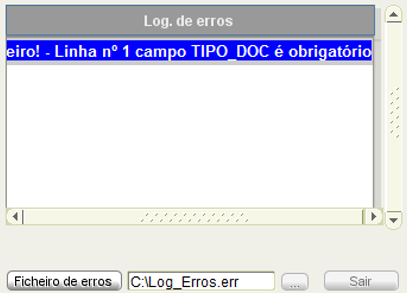 Log. de erros
eiro! - Linha nº 1 campo TIPO_DOC é obrigatório
Ficheiro de erros C:\Log_Erros.err ... Sair